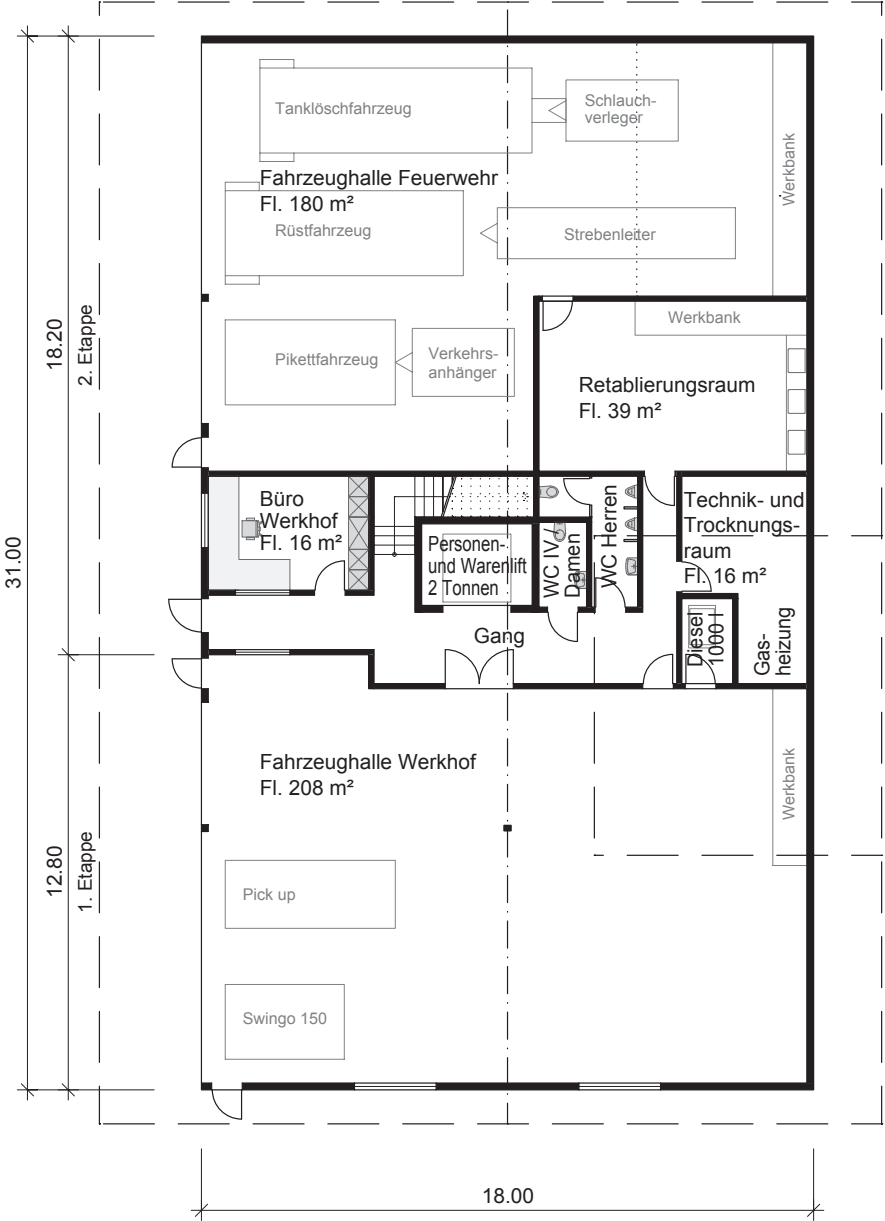 Tanklöschfahrzeug
Schlauch-
verleger
Werkbank
Fahrzeughalle Feuerwehr
Fl. 180 m²
Rüstfahrzeug
Strebenleiter
18.20
2. Etappe
Pikettfahrzeug
Verkehrs-
anhänger
Werkbank
Retablierungsraum
Fl. 39 m²
31.00
Büro
Werkhof
Fl. 16 m²
Personen-
und Warenlift
2 Tonnen
WC IV /
Damen
WC Herren
Technik- und
Trocknungs-
raum
Fl. 16 m²
Gang
Diesel
1000 l
Gas-
heizung
Fahrzeughalle Werkhof
Fl. 208 m²
Werkbank
12.80
1. Etappe
Pick up
Swingo 150
18.00